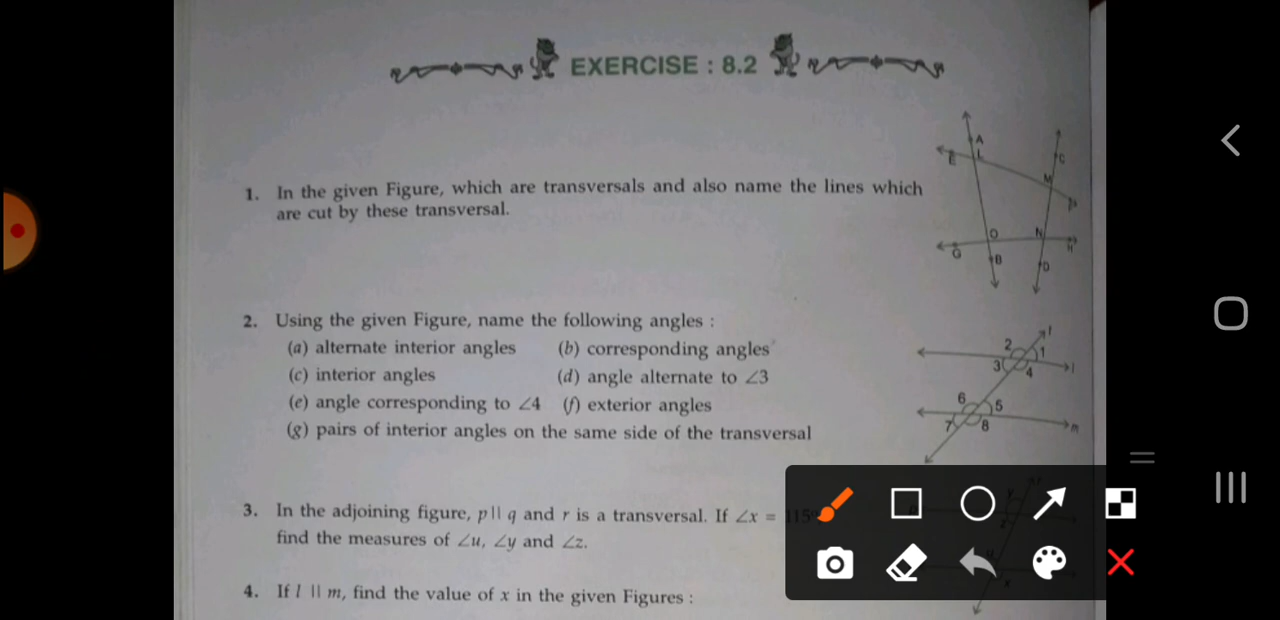 EXERCISE : 8.2
1. In the given Figure, which are transversals and also name the lines which
are cut by these transversal.
A
E
L
C
M
O
N
G
B
H
D
2. Using the given Figure, name the following angles :
(a) alternate interior angles (b) corresponding angles
(c) interior angles (d) angle alternate to ∠3
(e) angle corresponding to ∠4 (f) exterior angles
(g) pairs of interior angles on the same side of the transversal
t
2 1
3 4
l
6 5
7 8
m
3. In the adjoining figure, p || q and r is a transversal. If ∠x = 115°
find the measures of ∠u, ∠y and ∠z.
4. If l || m, find the value of x in the given Figures :